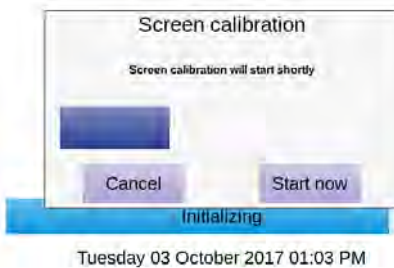 Screen calibration
Screen calibration will start shortly
Cancel
Start now
Initializing
Tuesday 03 October 2017 01:03 PM